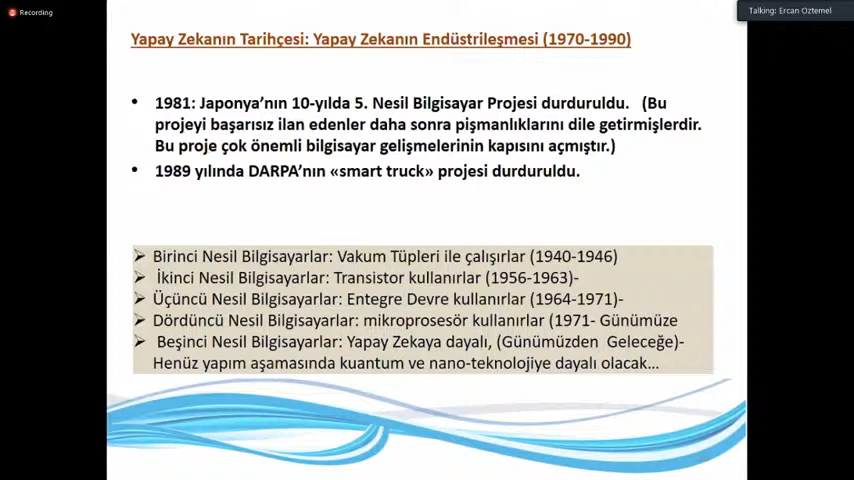 Recording
Talking: Ercan Oztemel
Yapay Zekanın Tarihçesi: Yapay Zekanın Endüstrileşmesi (1970-1990)
• 1981: Japonya’nın 10-yılda 5. Nesil Bilgisayar Projesi durduruldu. (Bu
projeyi başarısız ilan edenler daha sonra pişmanlıklarını dile getirmişlerdir.
Bu proje çok önemli bilgisayar gelişmelerinin kapısını açmıştır.)
• 1989 yılında DARPA’nın «smart truck» projesi durduruldu.
➢ Birinci Nesil Bilgisayarlar: Vakum Tüpleri ile çalışırlar (1940-1946)
➢ İkinci Nesil Bilgisayarlar: Transistor kullanırlar (1956-1963)-
➢ Üçüncü Nesil Bilgisayarlar: Entegre Devre kullanırlar (1964-1971)-
➢ Dördüncü Nesil Bilgisayarlar: mikroprosesör kullanırlar (1971- Günümüze
➢ Beşinci Nesil Bilgisayarlar: Yapay Zekaya dayalı, (Günümüzden Geleceğe)-
Henüz yapım aşamasında kuantum ve nano-teknolojiye dayalı olacak…